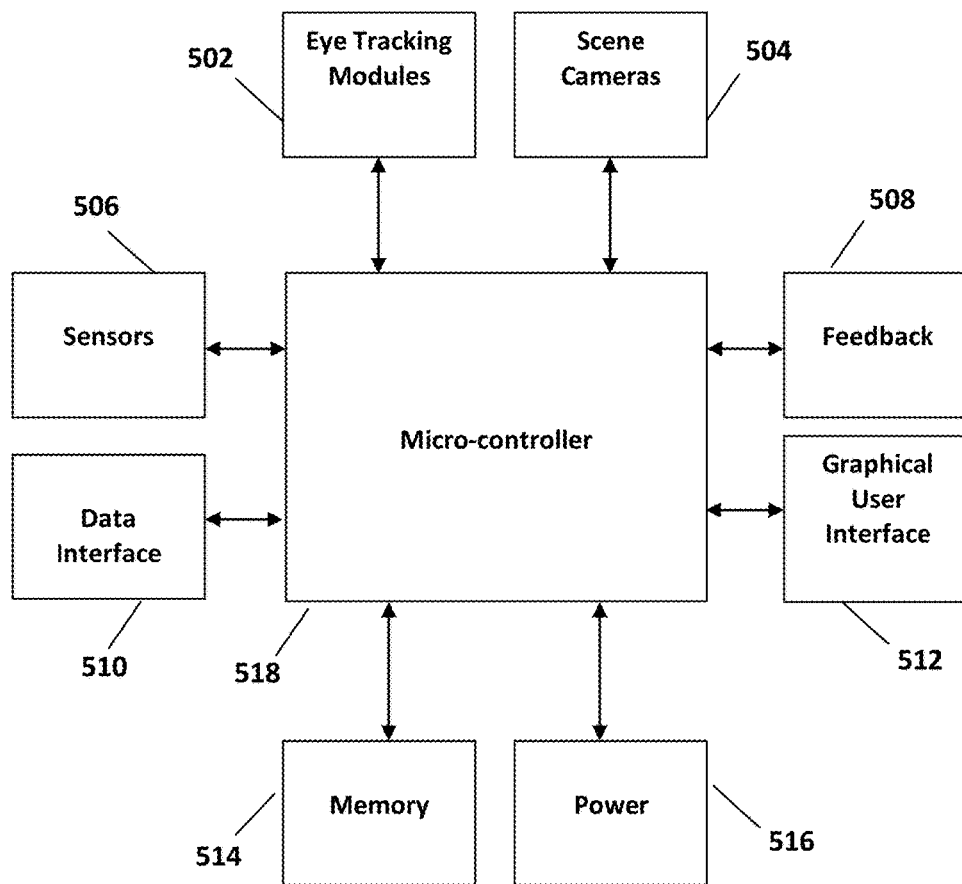 Eye Tracking
Modules
502
Scene
Cameras
504
506
508
Sensors
Feedback
Micro-controller
Data
Interface
Graphical
User
Interface
510
518
512
Memory
Power
514
516